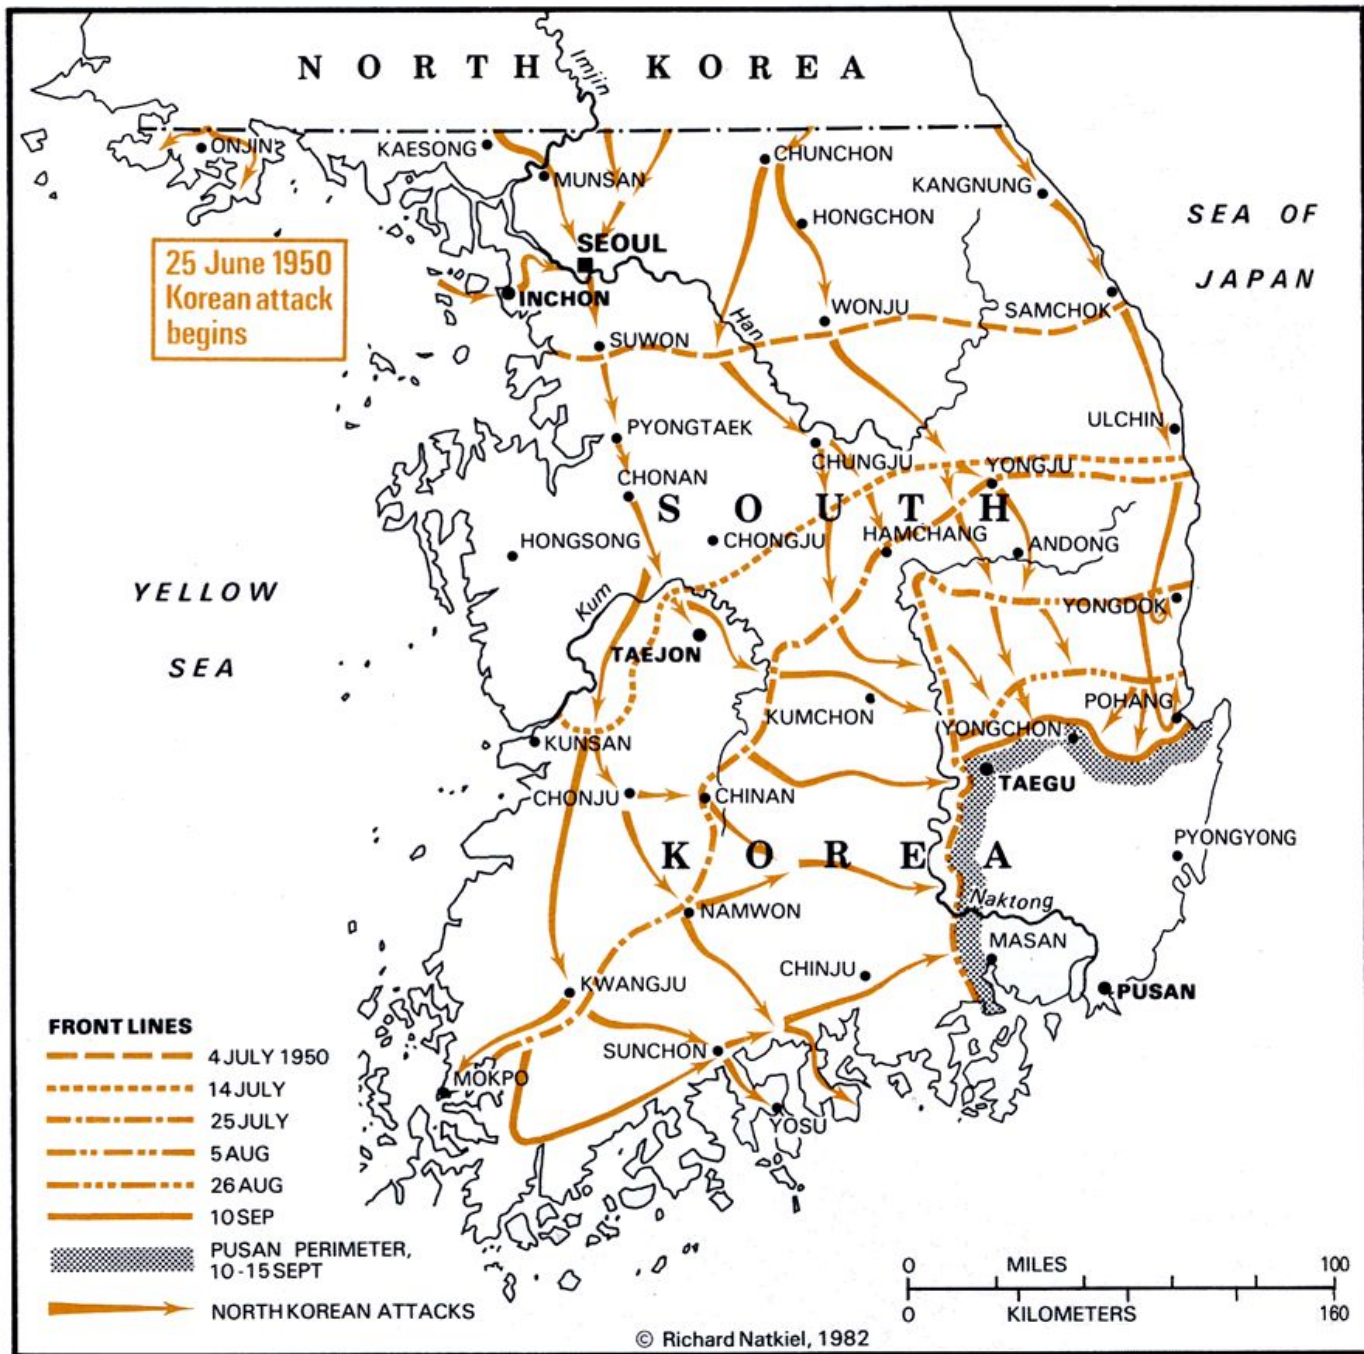 NORTH KOREA
Imjin
ONJIN
KAESONG
CHUNCHON
MUNSAN
KANGNUNG
HONGCHON
SEA OF
JAPAN
SEOUL
25 June 1950
Korean attack
begins
INCHON
WONJU
SAMCHOK
Han
SUWON
ULCHIN
PYONGTAEK
CHUNGJU
YONGJU
CHONAN
SOUTH
HONGSONG
CHONGJU
HAMCHANG
ANDONG
YELLOW
SEA
Kum
YONGDOK
TAEJON
KUMCHON
POHANG
YONGCHON
KUNSAN
TAEGU
CHONJU
CHINAN
PYONGYONG
KOREA
Naktong
NAMWON
MASAN
CHINJU
KWANGJU
PUSAN
SUNCHON
MOKPO
YOSU
FRONT LINES
4 JULY 1950
14 JULY
25 JULY
5 AUG
26 AUG
10 SEP
PUSAN PERIMETER,
10-15 SEPT
NORTH KOREAN ATTACKS
MILES
0 100
KILOMETERS
0 160
© Richard Natkiel, 1982